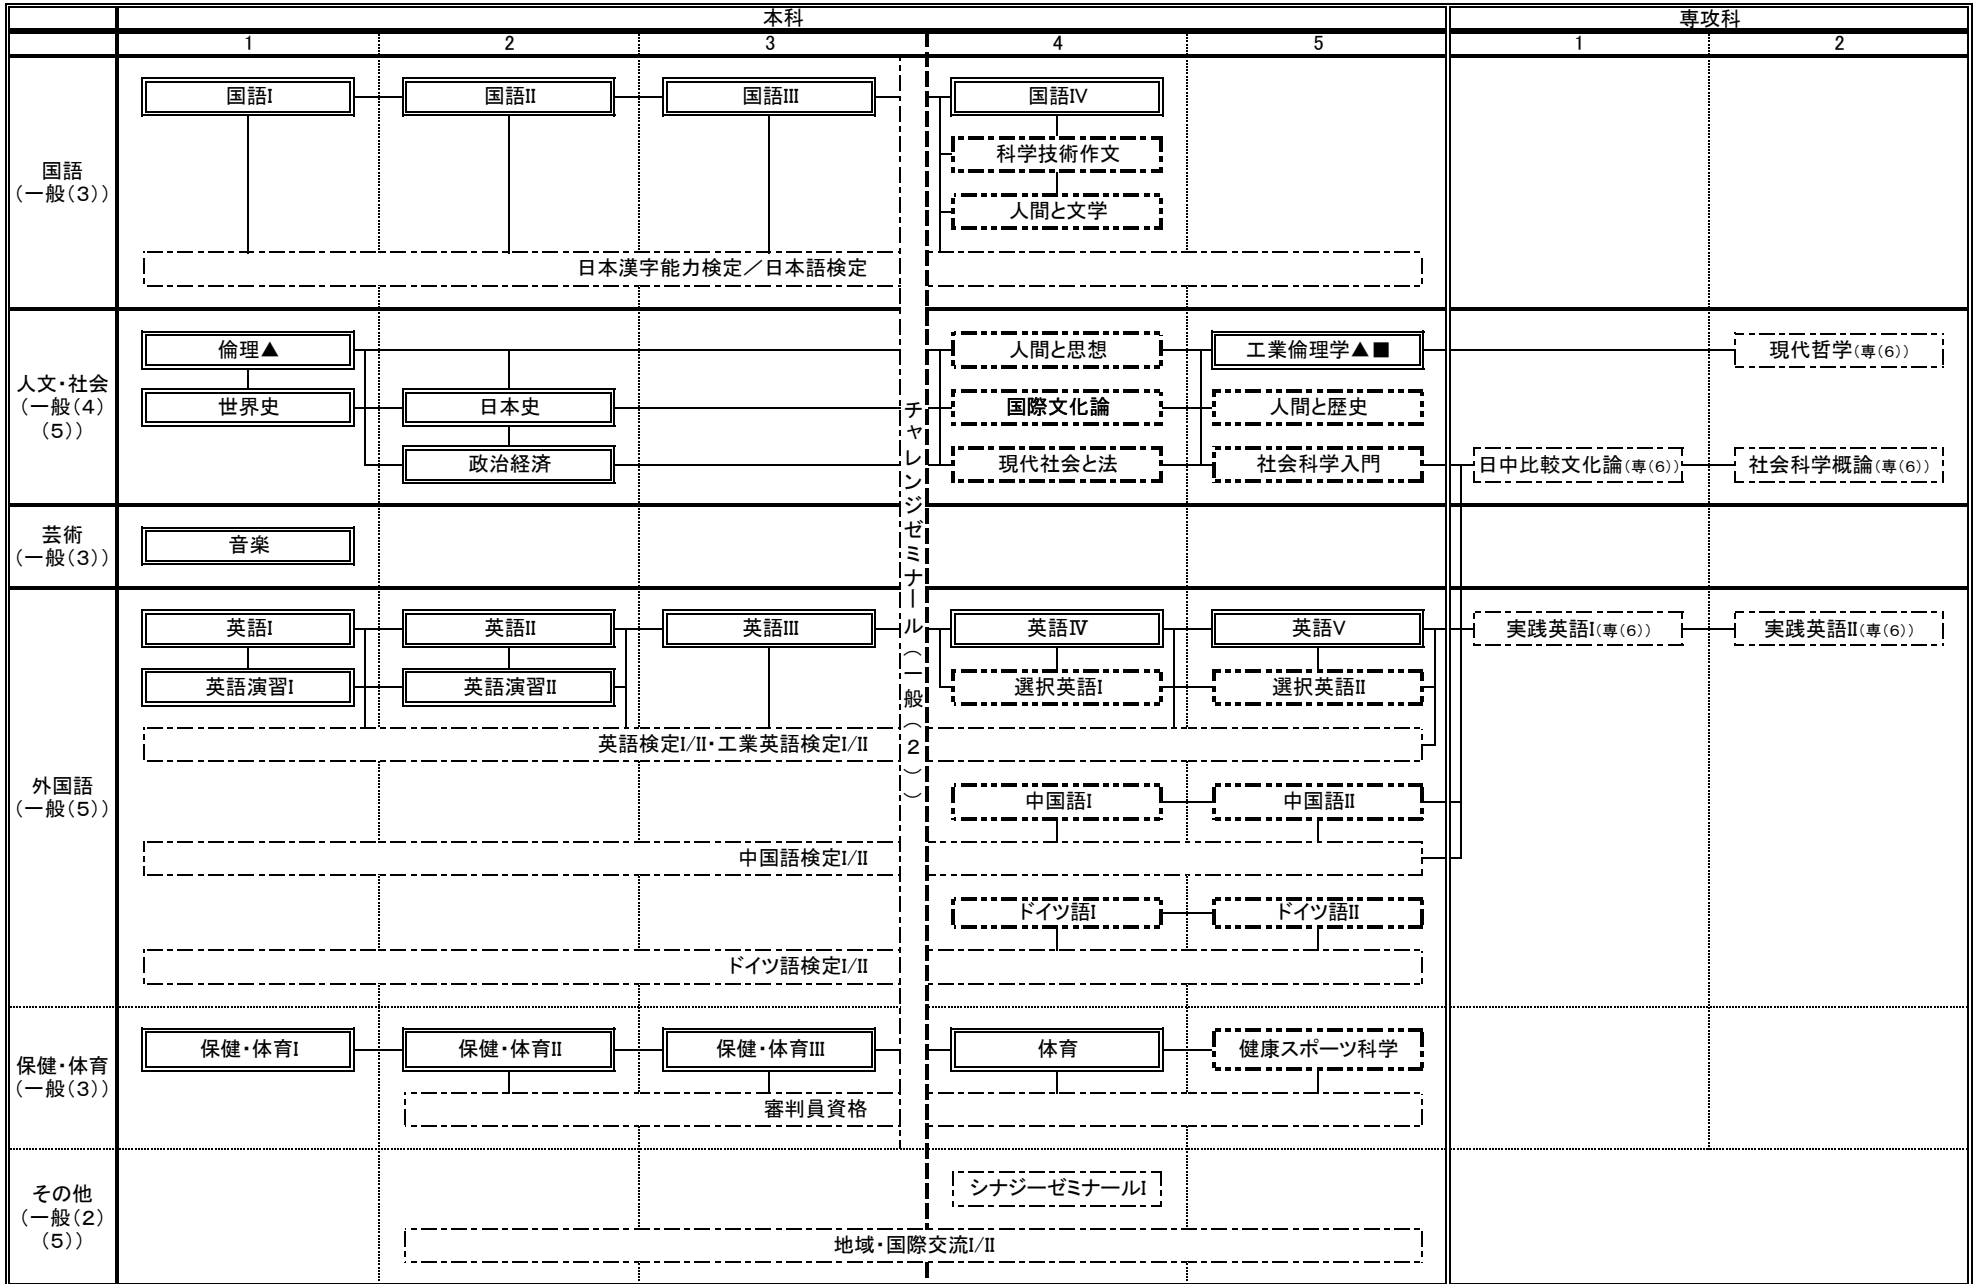 本科
専攻科
1
2
3
4
5
1
2
国語
(一般(3))
国語I
国語II
国語III
国語IV
科学技術作文
人間と文学
日本漢字能力検定／日本語検定
人文・社会
(一般(4)
(5))
倫理▲
人間と思想
工業倫理学▲■
現代哲学(専(6))
世界史
日本史
国際文化論
人間と歴史
政治経済
現代社会と法
社会科学入門
日中比較文化論(専(6))
社会科学概論(専(6))
チャレンジゼミナール(一般(2))
芸術
(一般(3))
音楽
外国語
(一般(5))
英語I
英語II
英語III
英語Ⅳ
英語V
実践英語I(専(6))
実践英語II(専(6))
英語演習I
英語演習II
選択英語I
選択英語II
英語検定I/II・工業英語検定I/II
中国語I
中国語II
中国語検定I/II
ドイツ語I
ドイツ語II
ドイツ語検定I/II
保健・体育
(一般(3))
保健・体育I
保健・体育II
保健・体育III
体育
健康スポーツ科学
審判員資格
その他
(一般(2)
(5))
シナジーゼミナールI
地域・国際交流I/II